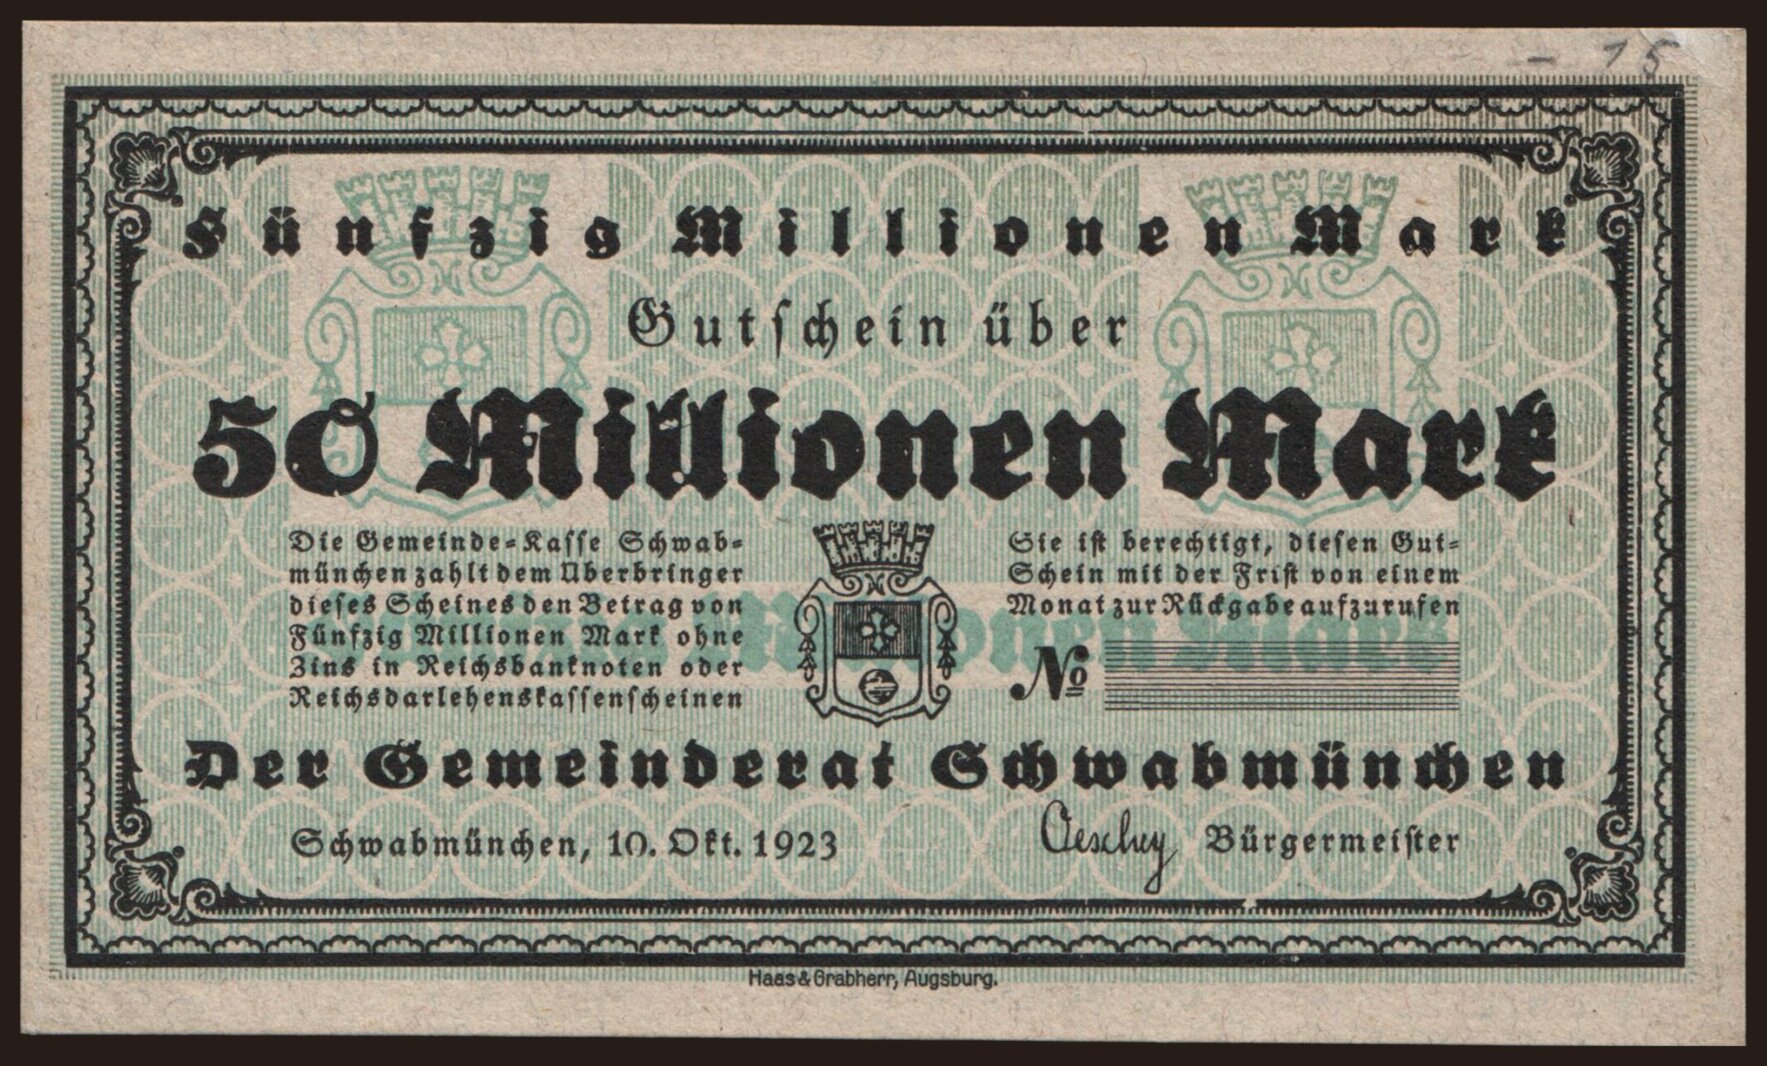 - 15
Fünfzig Millionen Mark
Gutschein über
50 Millionen Mark
Die Gemeinde-Kasse Schwab-
münchen zahlt dem Überbringer
dieses Scheines den Betrag von
Fünfzig Millionen Mark ohne
Zins in Reichsbanknoten oder
Reichsdarlehenskassenscheinen
Sie ist berechtigt, diesen Gut-
Schein mit der Frist von einem
Monat zur Rückgabe aufzurufen
No
Der Gemeinderat Schwabmünchen
Schwabmünchen, 10. Okt. 1923
Oeschey Bürgermeister
Haas & Grabherr, Augsburg.